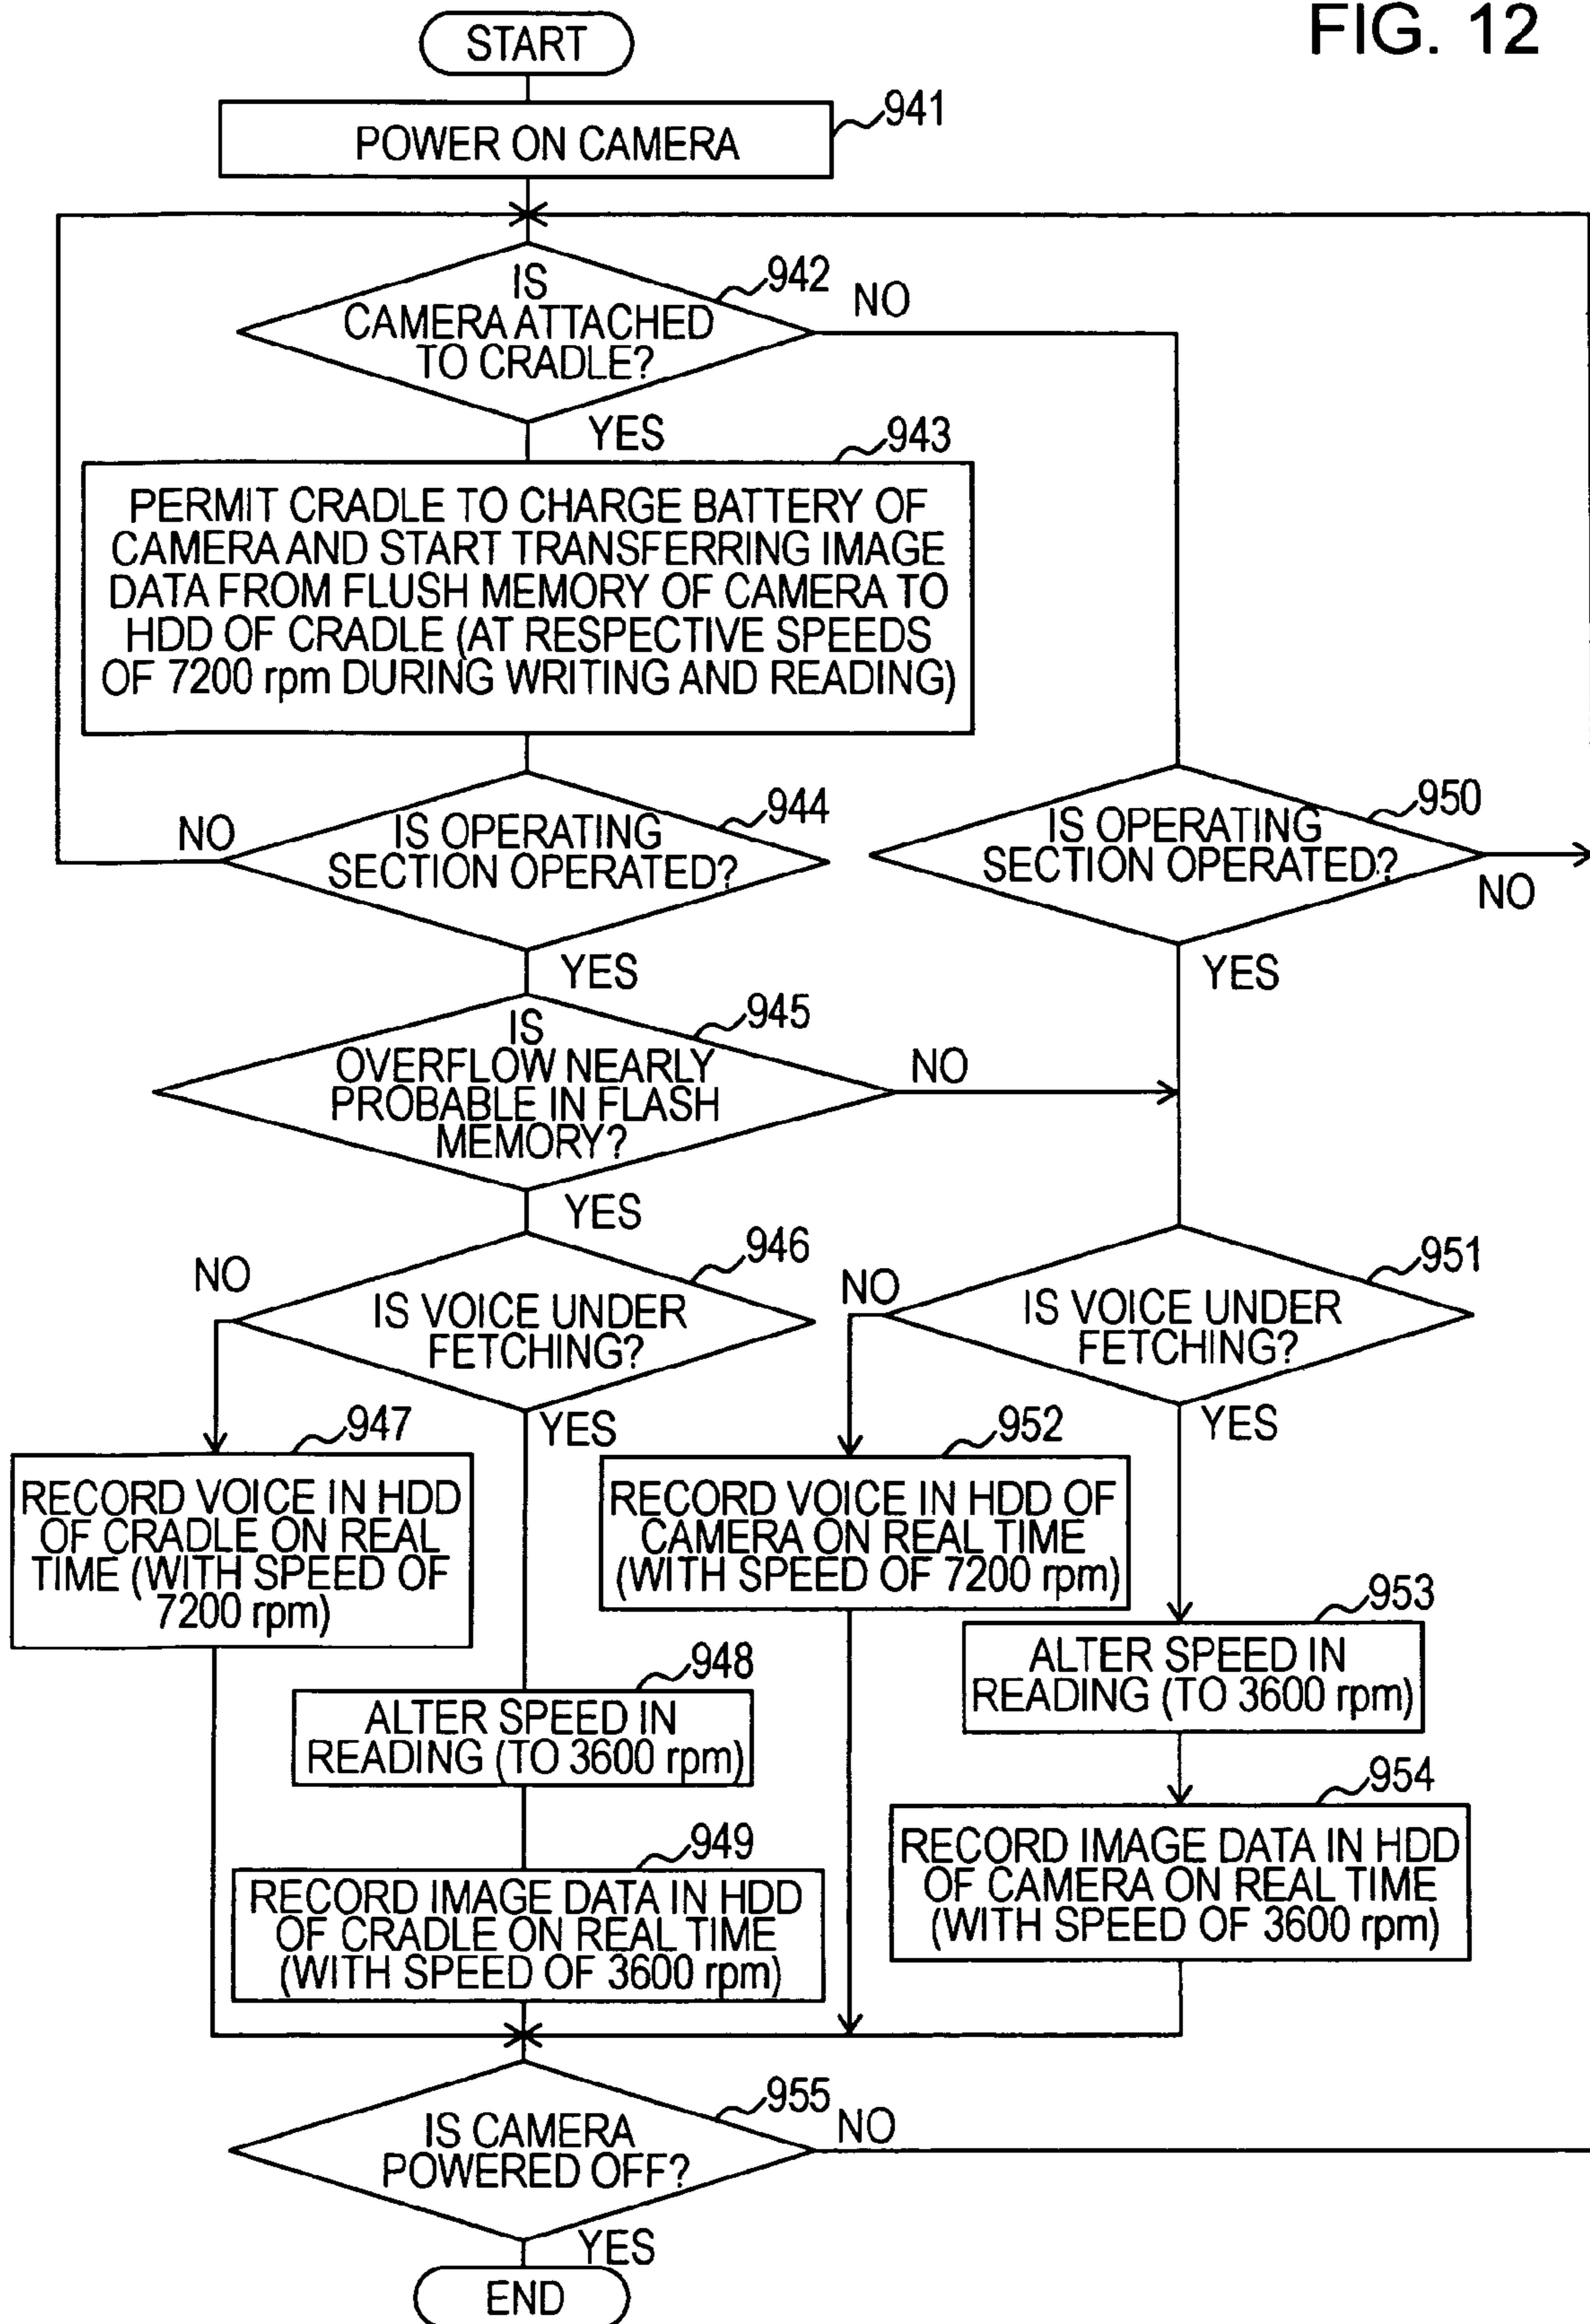 FIG. 12
START
941
POWER ON CAMERA
942
IS
CAMERA ATTACHED
TO CRADLE?
NO
YES
943
PERMIT CRADLE TO CHARGE BATTERY OF
CAMERA AND START TRANSFERRING IMAGE
DATA FROM FLUSH MEMORY OF CAMERA TO
HDD OF CRADLE (AT RESPECTIVE SPEEDS
OF 7200 rpm DURING WRITING AND READING)
944
NO
IS OPERATING
SECTION OPERATED?
YES
950
IS OPERATING
SECTION OPERATED?
NO
YES
945
IS
OVERFLOW NEARLY
PROBABLE IN FLASH
MEMORY?
NO
YES
946
NO
IS VOICE UNDER
FETCHING?
YES
951
NO
IS VOICE UNDER
FETCHING?
YES
947
RECORD VOICE IN HDD
OF CRADLE ON REAL
TIME (WITH SPEED OF
7200 rpm)
952
RECORD VOICE IN HDD OF
CAMERA ON REAL TIME
(WITH SPEED OF 7200 rpm)
948
ALTER SPEED IN
READING (TO 3600 rpm)
953
ALTER SPEED IN
READING (TO 3600 rpm)
949
RECORD IMAGE DATA IN HDD
OF CRADLE ON REAL TIME
(WITH SPEED OF 3600 rpm)
954
RECORD IMAGE DATA IN HDD
OF CAMERA ON REAL TIME
(WITH SPEED OF 3600 rpm)
955
IS CAMERA
POWERED OFF?
NO
YES
END